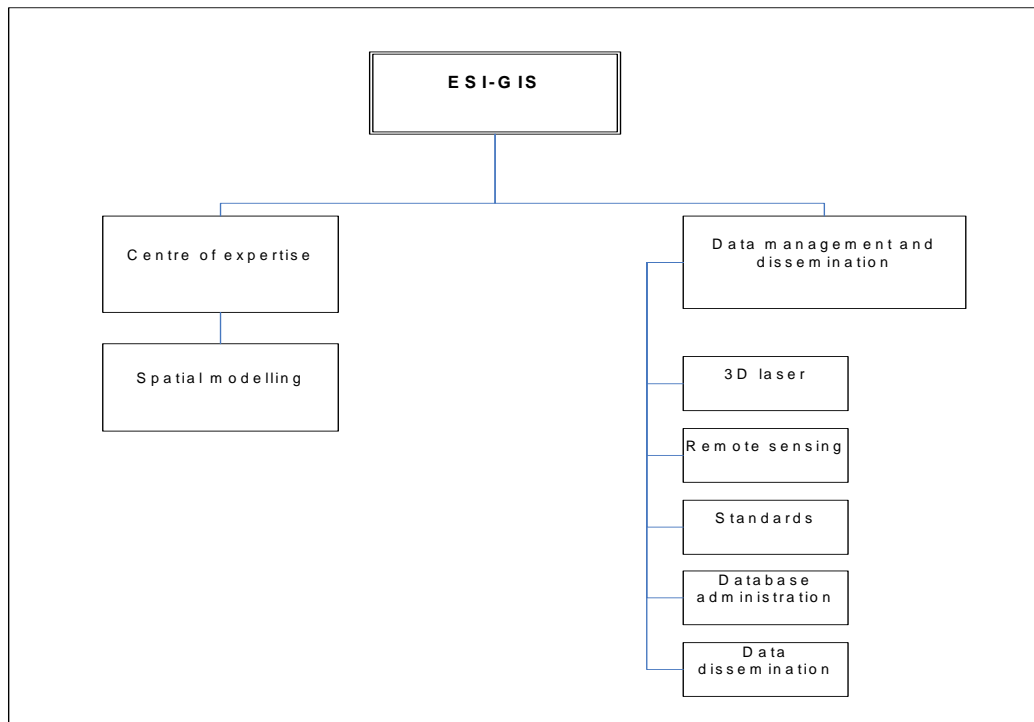 ESI-GIS
Centre of expertise
Data management and
dissemination
Spatial modelling
3D laser
Remote sensing
Standards
Database
administration
Data
dissemination